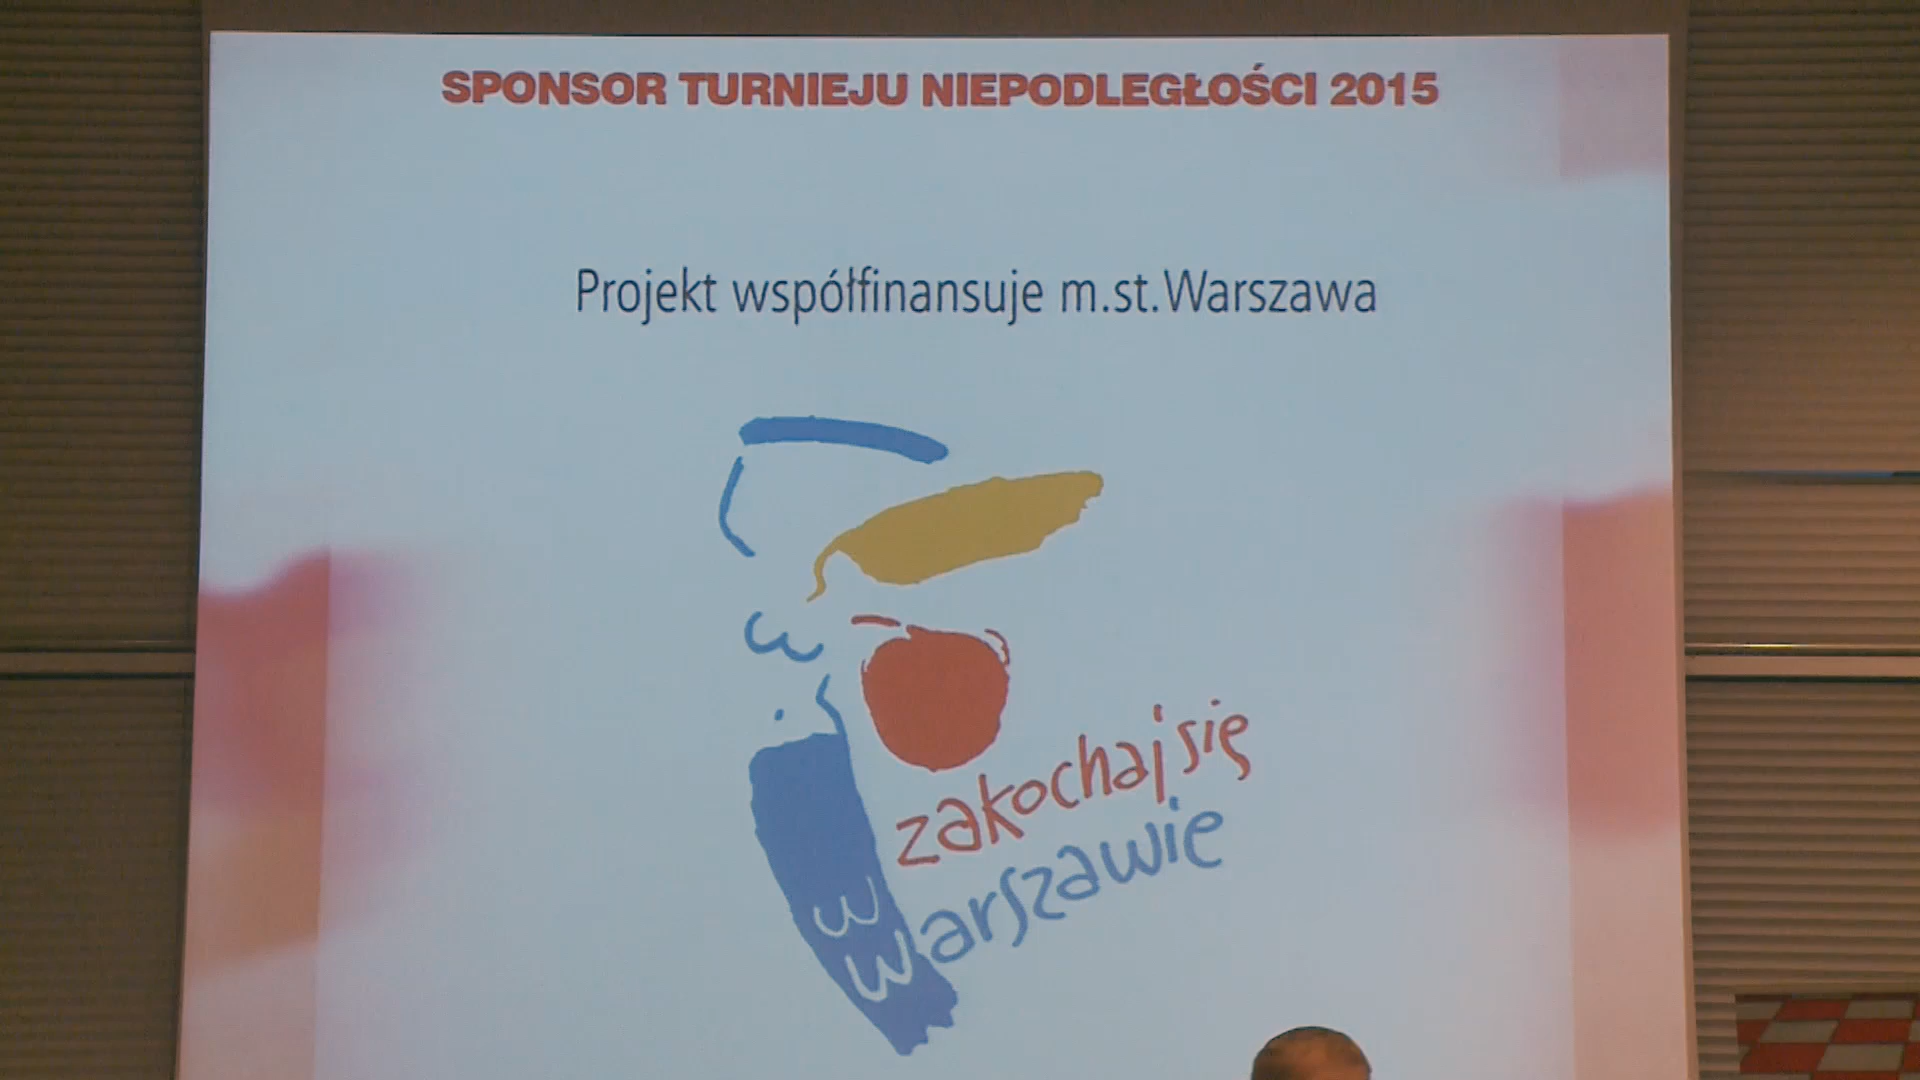 SPONSOR TURNIEJU NIEPODLEGŁOŚCI 2015
Projekt współfinansuje m.st.Warszawa
zakochaj się
w Warszawie